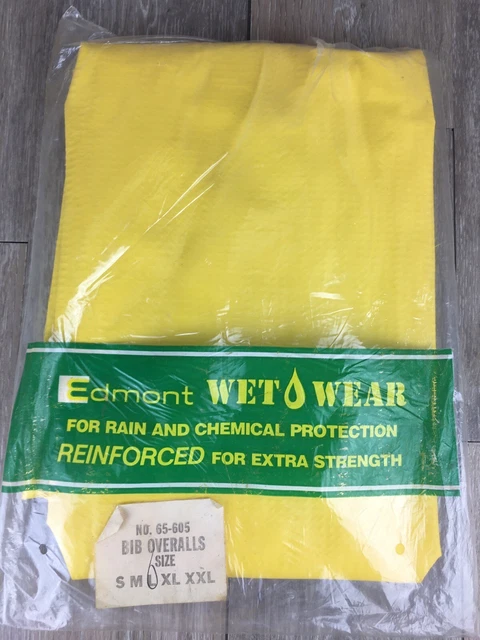 Edmont WET WEAR
FOR RAIN AND CHEMICAL PROTECTION
REINFORCED FOR EXTRA STRENGTH
NO. 65-605
BIB OVERALLS
SIZE
S M L XL XXL